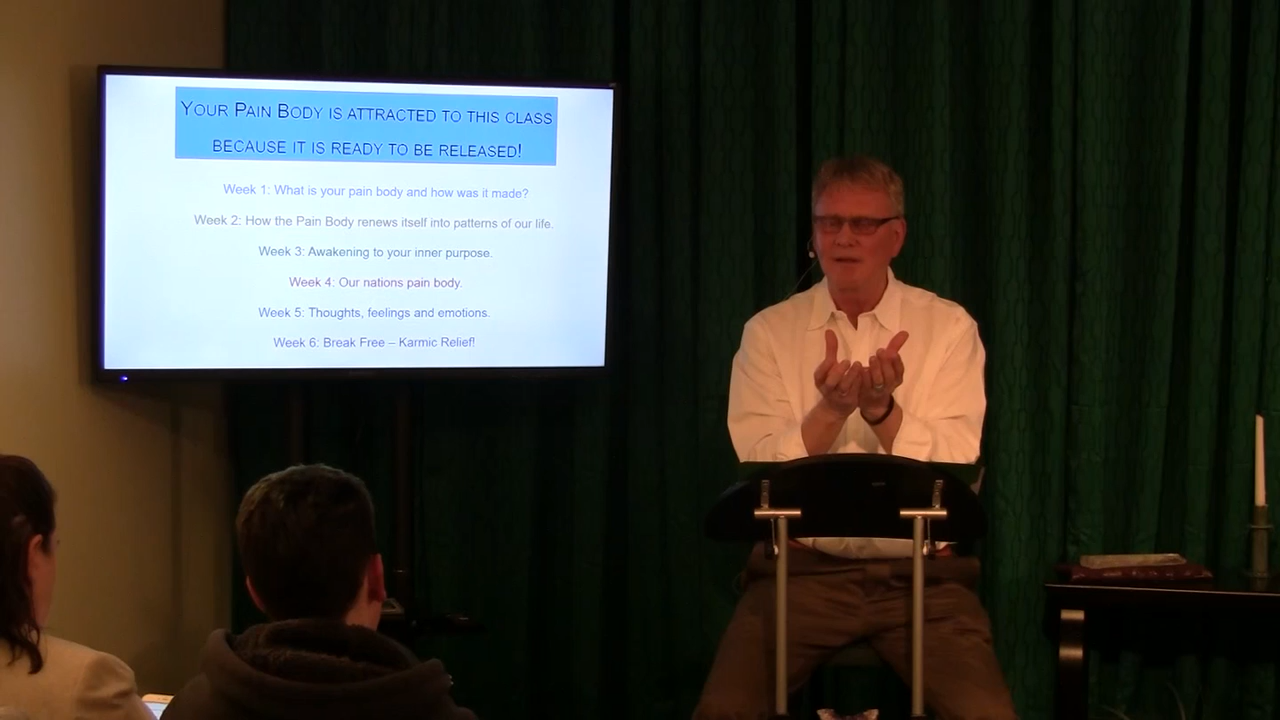 YOUR PAIN BODY IS ATTRACTED TO THIS CLASS
BECAUSE IT IS READY TO BE RELEASED!
Week 1: What is your pain body and how was it made?
Week 2: How the Pain Body renews itself into patterns of our life.
Week 3: Awakening to your inner purpose.
Week 4: Our nations pain body.
Week 5: Thoughts, feelings and emotions.
Week 6: Break Free – Karmic Relief!